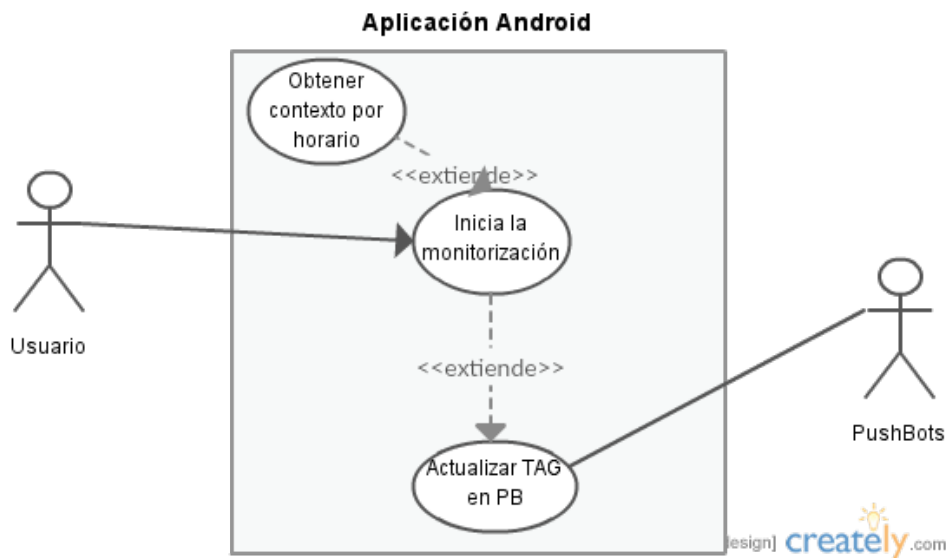 Aplicación Android
Obtener
contexto por
horario
<<extiende>>
Inicia la
monitorización
Usuario
<<extiende>>
PushBots
Actualizar TAG
en PB
design]
creately.com